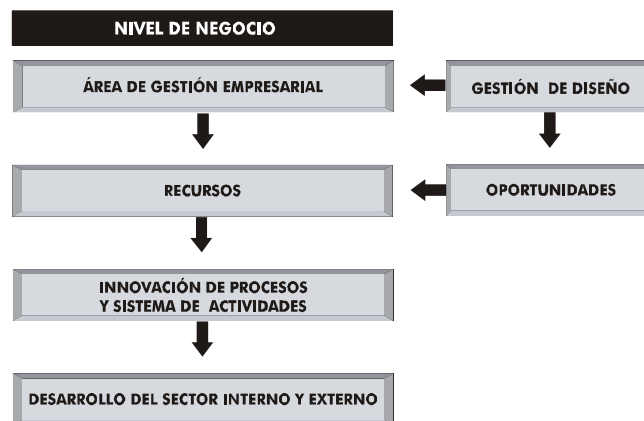 NIVEL DE NEGOCIO
ÁREA DE GESTIÓN EMPRESARIAL
GESTIÓN DE DISEÑO
RECURSOS
OPORTUNIDADES
INNOVACIÓN DE PROCESOS
Y SISTEMA DE ACTIVIDADES
DESARROLLO DEL SECTOR INTERNO Y EXTERNO